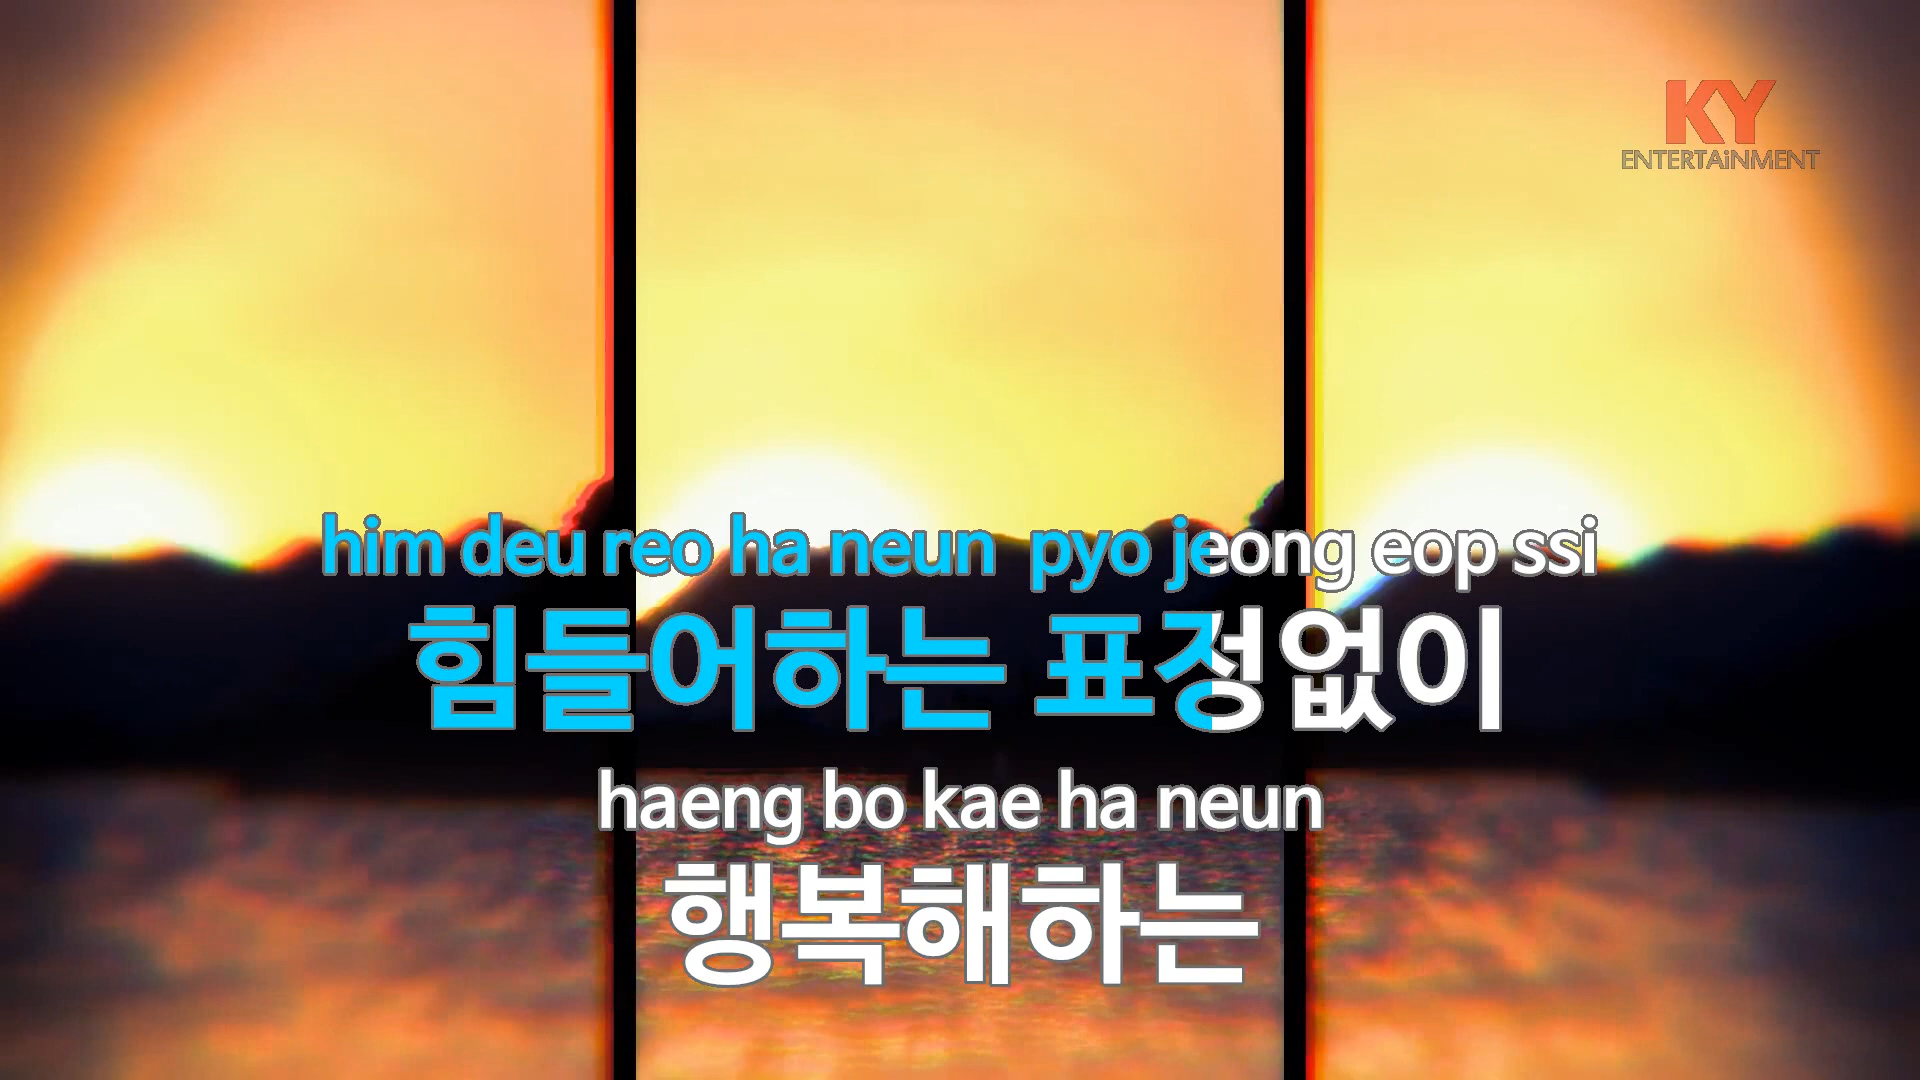 KY
ENTERTAiNMENT
him deu reo ha neun pyo jeong eop ssi
힘들어하는 표정없이
haeng bo kae ha neun
행복해하는